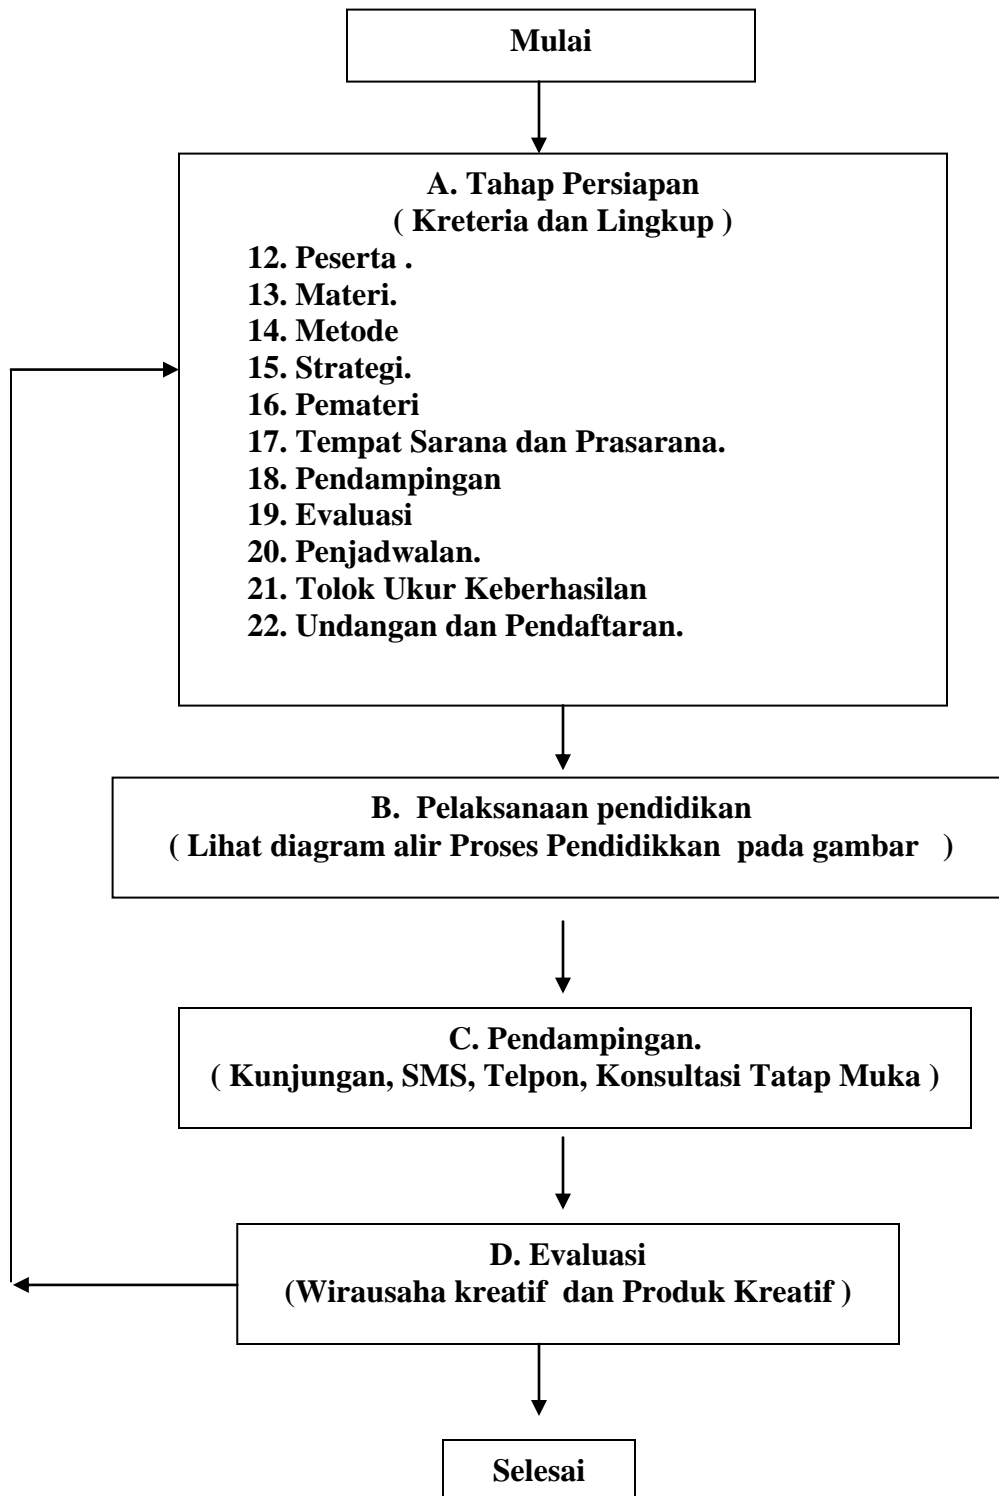 Mulai
A. Tahap Persiapan
( Kreteria dan Lingkup )
12. Peserta .
13. Materi.
14. Metode
15. Strategi.
16. Pemateri
17. Tempat Sarana dan Prasarana.
18. Pendampingan
19. Evaluasi
20. Penjadwalan.
21. Tolok Ukur Keberhasilan
22. Undangan dan Pendaftaran.
B.  Pelaksanaan pendidikan
( Lihat diagram alir Proses Pendidikkan  pada gambar   )
C. Pendampingan.
( Kunjungan, SMS, Telpon, Konsultasi Tatap Muka )
D. Evaluasi
(Wirausaha kreatif  dan Produk Kreatif )
Selesai